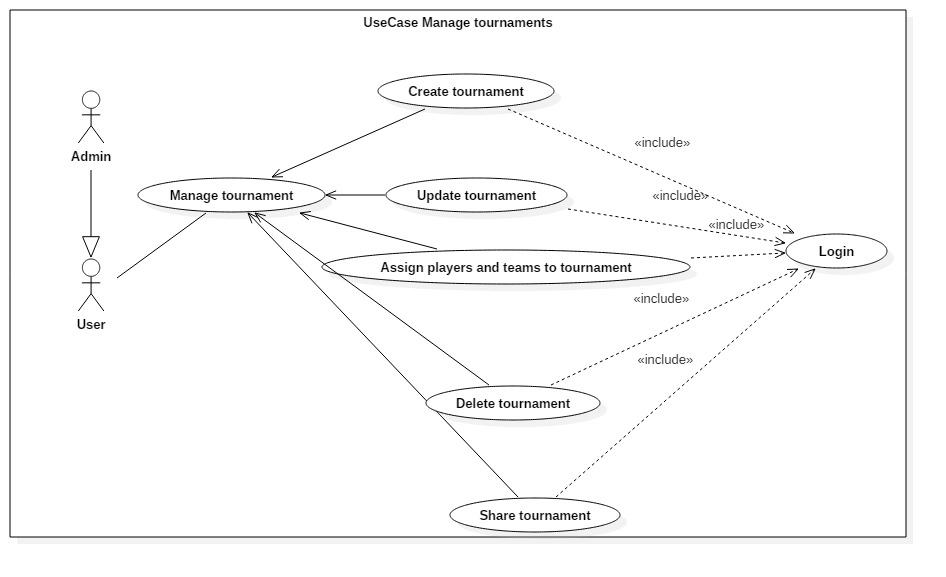 UseCase Manage tournaments
Create tournament
Admin
«include»
Manage tournament
Update tournament
«include»
«include»
Login
Assign players and teams to tournament
«include»
User
«include»
Delete tournament
Share tournament